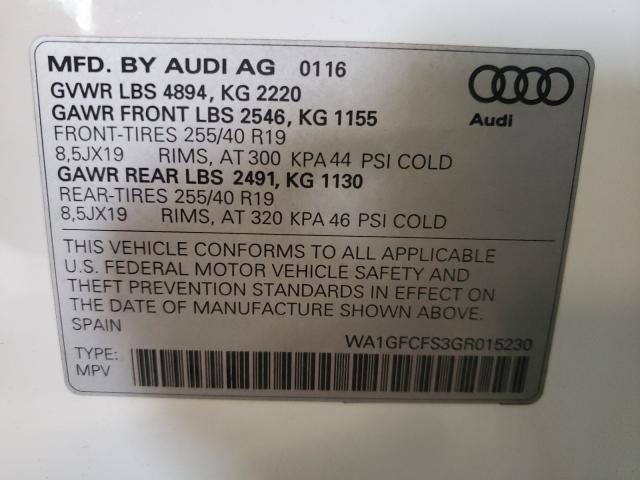 MFD. BY AUDI AG 0116
GVWR LBS 4894, KG 2220
GAWR FRONT LBS 2546, KG 1155
FRONT-TIRES 255/40 R19
8,5JX19 RIMS, AT 300 KPA 44 PSI COLD
GAWR REAR LBS 2491, KG 1130
REAR-TIRES 255/40 R19
8,5JX19 RIMS, AT 320 KPA 46 PSI COLD
Audi
THIS VEHICLE CONFORMS TO ALL APPLICABLE
U.S. FEDERAL MOTOR VEHICLE SAFETY AND
THEFT PREVENTION STANDARDS IN EFFECT ON
THE DATE OF MANUFACTURE SHOWN ABOVE.
SPAIN
WA1GFCFS3GR015230
TYPE:
MPV